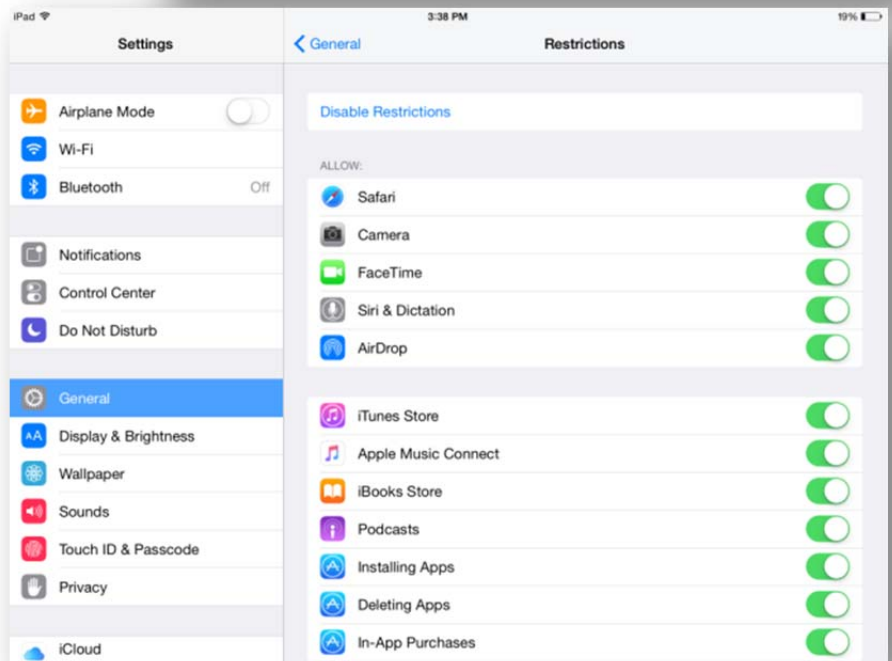 iPad
3:38 PM
19%
Settings
Airplane Mode
Wi-Fi
Bluetooth Off
Notifications
Control Center
Do Not Disturb
General
AA Display & Brightness
Wallpaper
Sounds
Touch ID & Passcode
Privacy
iCloud
General
Restrictions
Disable Restrictions
ALLOW:
Safari
Camera
FaceTime
Siri & Dictation
AirDrop
iTunes Store
Apple Music Connect
iBooks Store
Podcasts
Installing Apps
Deleting Apps
In-App Purchases